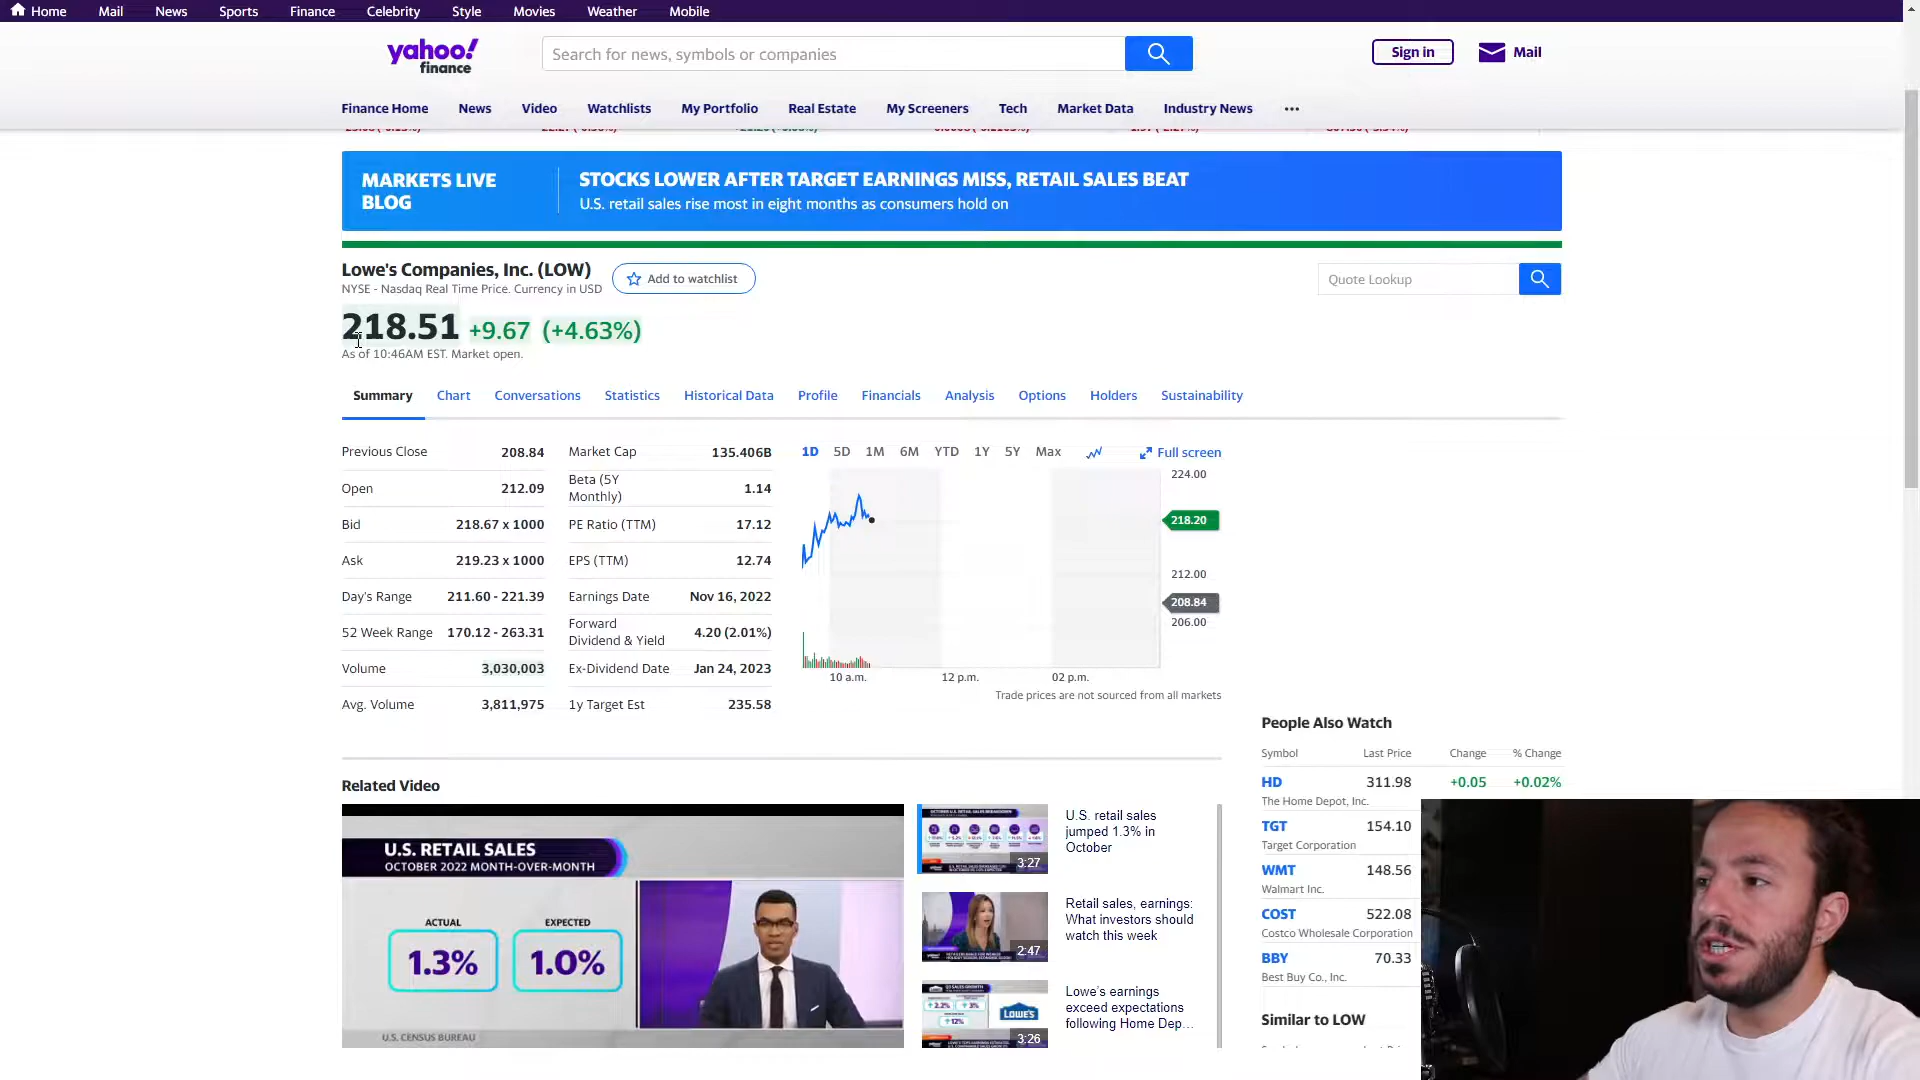 Home Mail News Sports Finance Celebrity Style Movies Weather Mobile
yahoo!
finance
Search for news, symbols or companies
Sign in
Mail
Finance Home News Video Watchlists My Portfolio Real Estate My Screeners Tech Market Data Industry News ...
MARKETS LIVE
BLOG
STOCKS LOWER AFTER TARGET EARNINGS MISS, RETAIL SALES BEAT
U.S. retail sales rise most in eight months as consumers hold on
Lowe's Companies, Inc. (LOW)
NYSE - Nasdaq Real Time Price. Currency in USD
Add to watchlist
Quote Lookup
218.51 +9.67 (+4.63%)
As of 10:46AM EST. Market open.
Summary Chart Conversations Statistics Historical Data Profile Financials Analysis Options Holders Sustainability
Previous Close 208.84
Open 212.09
Bid 218.67 x 1000
Ask 219.23 x 1000
Day's Range 211.60 - 221.39
52 Week Range 170.12 - 263.31
Volume 3,030,003
Avg. Volume 3,811,975
Market Cap 135.406B
Beta (5Y
Monthly) 1.14
PE Ratio (TTM) 17.12
EPS (TTM) 12.74
Earnings Date Nov 16, 2022
Forward
Dividend & Yield 4.20 (2.01%)
Ex-Dividend Date Jan 24, 2023
1y Target Est 235.58
1D 5D 1M 6M YTD 1Y 5Y Max
Full screen
224.00
218.20
212.00
208.84
206.00
10 a.m. 12 p.m. 02 p.m.
Trade prices are not sourced from all markets
Related Video
U.S. RETAIL SALES
OCTOBER 2022 MONTH-OVER-MONTH
ACTUAL EXPECTED
1.3% 1.0%
U.S. CENSUS BUREAU
3:27
U.S. retail sales
jumped 1.3% in
October
2:47
Retail sales, earnings:
What investors should
watch this week
LOWE'S
3:26
Lowe's earnings
exceed expectations
following Home Dep...
People Also Watch
Symbol Last Price Change % Change
HD 311.98 +0.05 +0.02%
The Home Depot, Inc.
TGT 154.10
Target Corporation
WMT 148.56
Walmart Inc.
COST 522.08
Costco Wholesale Corporation
BBY 70.33
Best Buy Co., Inc.
Similar to LOW